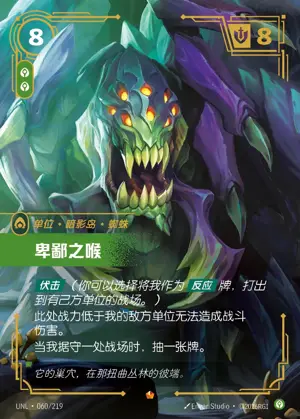 8
8
单位·暗影岛·蜘蛛
卑鄙之喉
伏击 (你可以选择将我作为 反应 牌,打出
到有己方单位的战场。)
此处战力低于我的敌方单位无法造成战斗
伤害。
当我据守一处战场时,抽一张牌。
它的巢穴,在那扭曲丛林的彼端。
UNL · 060/219